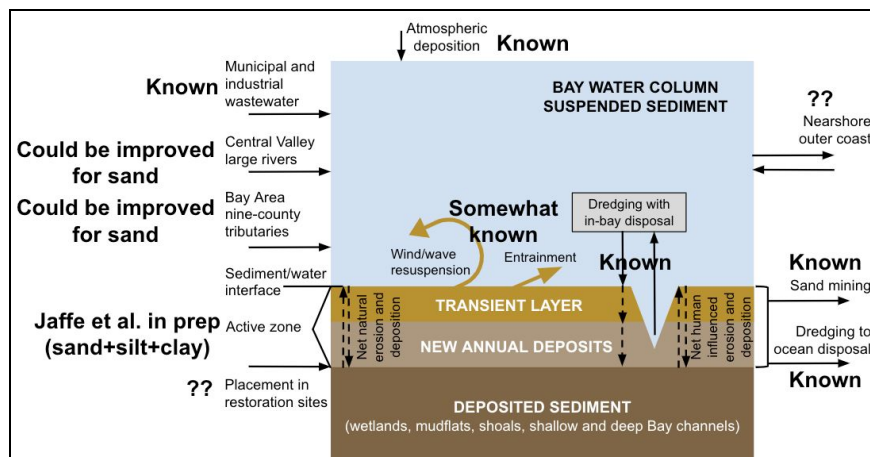 Atmospheric
deposition
Known
Known
Municipal and
industrial
wastewater
BAY WATER COLUMN
SUSPENDED SEDIMENT
??
Nearshore
outer coast
Could be improved
for sand
Central Valley
large rivers
Could be improved
for sand
Bay Area
nine-county
tributaries
Somewhat
known
Dredging with
in-bay disposal
Wind/wave
resuspension
Entrainment
Known
Known
Sand mining
Sediment/water
interface
TRANSIENT LAYER
Jaffe et al. in prep
(sand+silt+clay)
Active zone
Net natural
erosion and
deposition
NEW ANNUAL DEPOSITS
Net human
influenced
erosion and
deposition
Dredging to
ocean disposal
Known
??
Placement in
restoration sites
DEPOSITED SEDIMENT
(wetlands, mudflats, shoals, shallow and deep Bay channels)